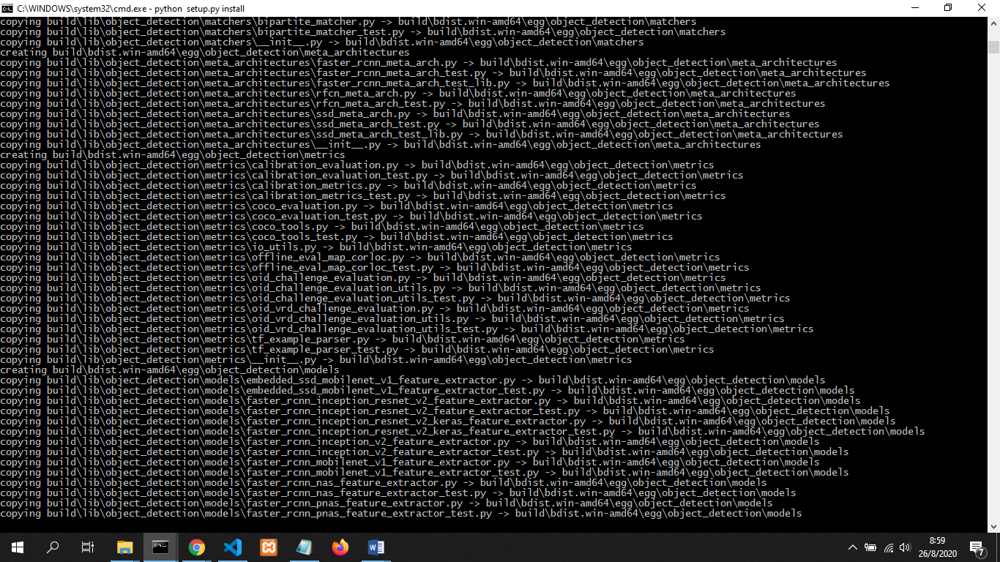 C:\WINDOWS\system32\cmd.exe - python  setup.py install
copying build\lib\object_detection\matchers\bipartite_matcher.py -> build\bdist.win-amd64\egg\object_detection\matchers
copying build\lib\object_detection\matchers\bipartite_matcher_test.py -> build\bdist.win-amd64\egg\object_detection\matchers
copying build\lib\object_detection\matchers\__init__.py -> build\bdist.win-amd64\egg\object_detection\matchers
creating build\bdist.win-amd64\egg\object_detection\meta_architectures
copying build\lib\object_detection\meta_architectures\faster_rcnn_meta_arch.py -> build\bdist.win-amd64\egg\object_detection\meta_architectures
copying build\lib\object_detection\meta_architectures\faster_rcnn_meta_arch_test.py -> build\bdist.win-amd64\egg\object_detection\meta_architectures
copying build\lib\object_detection\meta_architectures\faster_rcnn_meta_arch_test_lib.py -> build\bdist.win-amd64\egg\object_detection\meta_architectures
copying build\lib\object_detection\meta_architectures\rfcn_meta_arch.py -> build\bdist.win-amd64\egg\object_detection\meta_architectures
copying build\lib\object_detection\meta_architectures\rfcn_meta_arch_test.py -> build\bdist.win-amd64\egg\object_detection\meta_architectures
copying build\lib\object_detection\meta_architectures\ssd_meta_arch.py -> build\bdist.win-amd64\egg\object_detection\meta_architectures
copying build\lib\object_detection\meta_architectures\ssd_meta_arch_test.py -> build\bdist.win-amd64\egg\object_detection\meta_architectures
copying build\lib\object_detection\meta_architectures\ssd_meta_arch_test_lib.py -> build\bdist.win-amd64\egg\object_detection\meta_architectures
copying build\lib\object_detection\meta_architectures\__init__.py -> build\bdist.win-amd64\egg\object_detection\meta_architectures
creating build\bdist.win-amd64\egg\object_detection\metrics
copying build\lib\object_detection\metrics\calibration_evaluation.py -> build\bdist.win-amd64\egg\object_detection\metrics
copying build\lib\object_detection\metrics\calibration_evaluation_test.py -> build\bdist.win-amd64\egg\object_detection\metrics
copying build\lib\object_detection\metrics\calibration_metrics.py -> build\bdist.win-amd64\egg\object_detection\metrics
copying build\lib\object_detection\metrics\calibration_metrics_test.py -> build\bdist.win-amd64\egg\object_detection\metrics
copying build\lib\object_detection\metrics\coco_evaluation.py -> build\bdist.win-amd64\egg\object_detection\metrics
copying build\lib\object_detection\metrics\coco_evaluation_test.py -> build\bdist.win-amd64\egg\object_detection\metrics
copying build\lib\object_detection\metrics\coco_tools.py -> build\bdist.win-amd64\egg\object_detection\metrics
copying build\lib\object_detection\metrics\coco_tools_test.py -> build\bdist.win-amd64\egg\object_detection\metrics
copying build\lib\object_detection\metrics\io_utils.py -> build\bdist.win-amd64\egg\object_detection\metrics
copying build\lib\object_detection\metrics\offline_eval_map_corloc.py -> build\bdist.win-amd64\egg\object_detection\metrics
copying build\lib\object_detection\metrics\offline_eval_map_corloc_test.py -> build\bdist.win-amd64\egg\object_detection\metrics
copying build\lib\object_detection\metrics\oid_challenge_evaluation.py -> build\bdist.win-amd64\egg\object_detection\metrics
copying build\lib\object_detection\metrics\oid_challenge_evaluation_utils.py -> build\bdist.win-amd64\egg\object_detection\metrics
copying build\lib\object_detection\metrics\oid_challenge_evaluation_utils_test.py -> build\bdist.win-amd64\egg\object_detection\metrics
copying build\lib\object_detection\metrics\oid_vrd_challenge_evaluation.py -> build\bdist.win-amd64\egg\object_detection\metrics
copying build\lib\object_detection\metrics\oid_vrd_challenge_evaluation_utils.py -> build\bdist.win-amd64\egg\object_detection\metrics
copying build\lib\object_detection\metrics\oid_vrd_challenge_evaluation_utils_test.py -> build\bdist.win-amd64\egg\object_detection\metrics
copying build\lib\object_detection\metrics\tf_example_parser.py -> build\bdist.win-amd64\egg\object_detection\metrics
copying build\lib\object_detection\metrics\tf_example_parser_test.py -> build\bdist.win-amd64\egg\object_detection\metrics
copying build\lib\object_detection\metrics\__init__.py -> build\bdist.win-amd64\egg\object_detection\metrics
creating build\bdist.win-amd64\egg\object_detection\models
copying build\lib\object_detection\models\embedded_ssd_mobilenet_v1_feature_extractor.py -> build\bdist.win-amd64\egg\object_detection\models
copying build\lib\object_detection\models\embedded_ssd_mobilenet_v1_feature_extractor_test.py -> build\bdist.win-amd64\egg\object_detection\models
copying build\lib\object_detection\models\faster_rcnn_inception_resnet_v2_feature_extractor.py -> build\bdist.win-amd64\egg\object_detection\models
copying build\lib\object_detection\models\faster_rcnn_inception_resnet_v2_feature_extractor_test.py -> build\bdist.win-amd64\egg\object_detection\models
copying build\lib\object_detection\models\faster_rcnn_inception_resnet_v2_keras_feature_extractor.py -> build\bdist.win-amd64\egg\object_detection\models
copying build\lib\object_detection\models\faster_rcnn_inception_resnet_v2_keras_feature_extractor_test.py -> build\bdist.win-amd64\egg\object_detection\models
copying build\lib\object_detection\models\faster_rcnn_inception_v2_feature_extractor.py -> build\bdist.win-amd64\egg\object_detection\models
copying build\lib\object_detection\models\faster_rcnn_inception_v2_feature_extractor_test.py -> build\bdist.win-amd64\egg\object_detection\models
copying build\lib\object_detection\models\faster_rcnn_mobilenet_v1_feature_extractor.py -> build\bdist.win-amd64\egg\object_detection\models
copying build\lib\object_detection\models\faster_rcnn_mobilenet_v1_feature_extractor_test.py -> build\bdist.win-amd64\egg\object_detection\models
copying build\lib\object_detection\models\faster_rcnn_nas_feature_extractor.py -> build\bdist.win-amd64\egg\object_detection\models
copying build\lib\object_detection\models\faster_rcnn_nas_feature_extractor_test.py -> build\bdist.win-amd64\egg\object_detection\models
copying build\lib\object_detection\models\faster_rcnn_pnas_feature_extractor.py -> build\bdist.win-amd64\egg\object_detection\models
copying build\lib\object_detection\models\faster_rcnn_pnas_feature_extractor_test.py -> build\bdist.win-amd64\egg\object_detection\models
8:59
26/8/2020
7